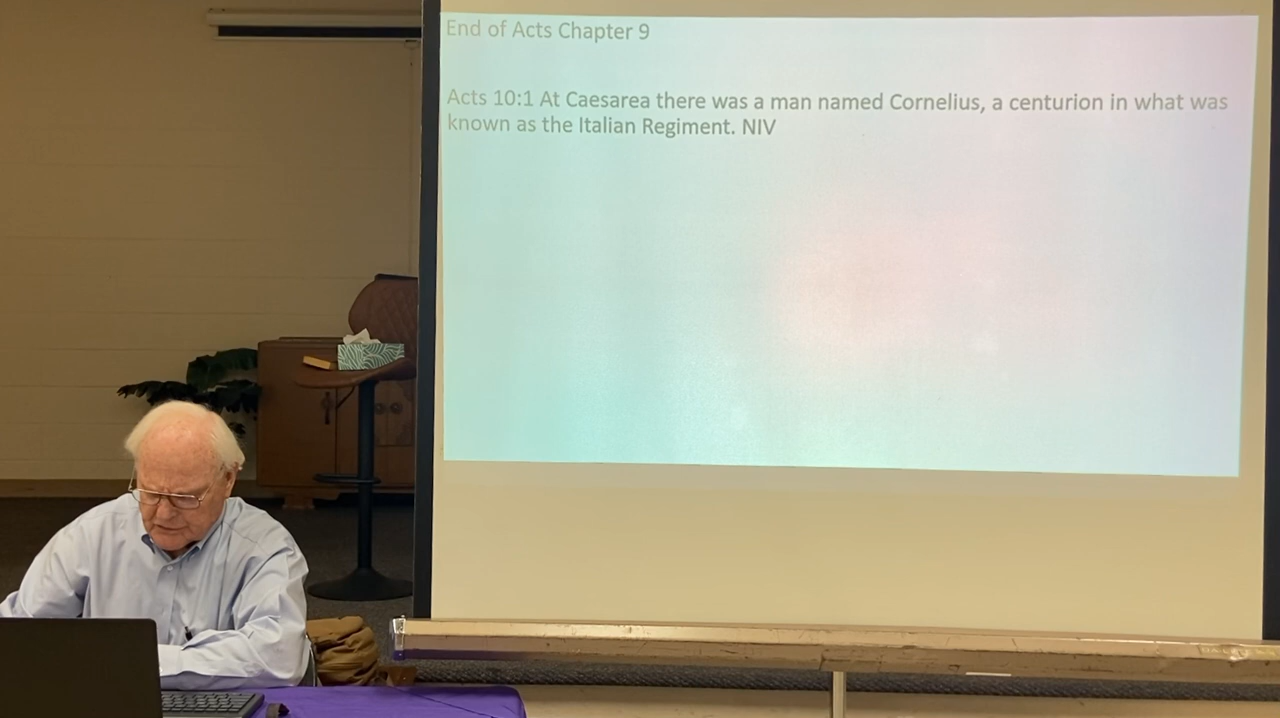 End of Acts Chapter 9
Acts 10:1 At Caesarea there was a man named Cornelius, a centurion in what was
known as the Italian Regiment. NIV